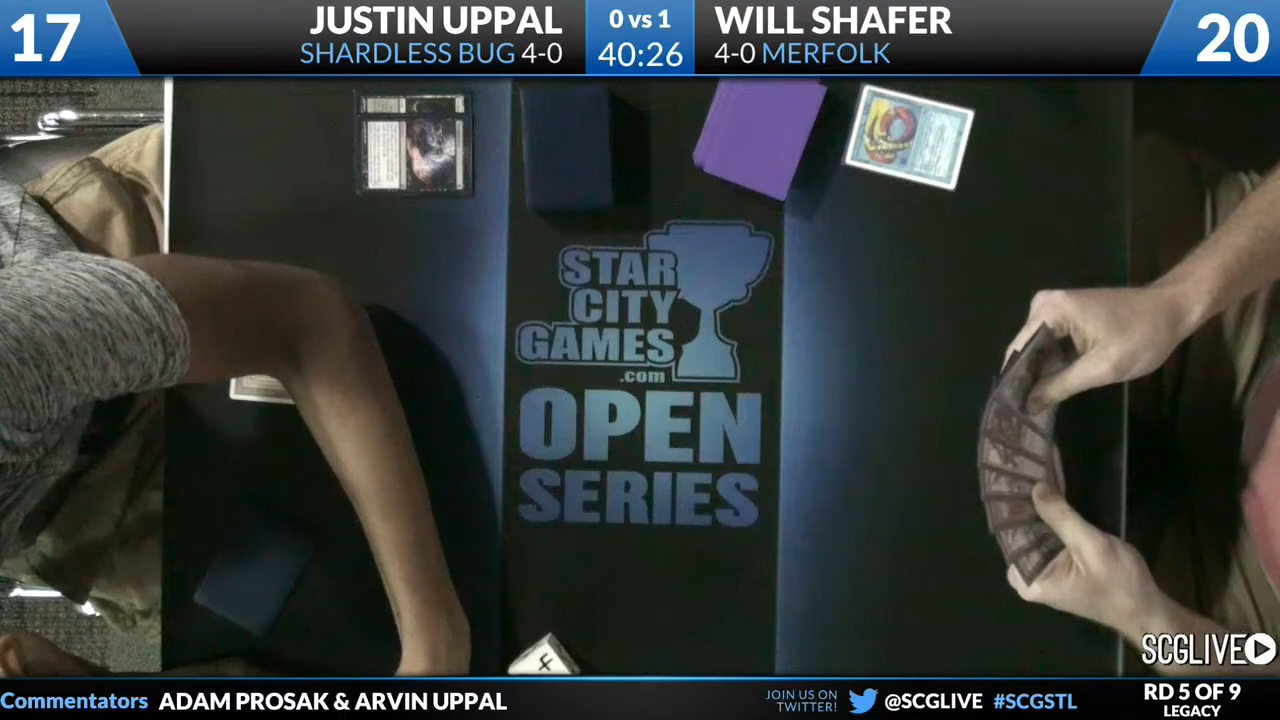 17
JUSTIN UPPAL
SHARDLESS BUG 4-0
0 vs 1
40:26
WILL SHAFER
4-0 MERFOLK
20
STAR
CITY
GAMES
.com
OPEN
SERIES
SCGLIVE
Commentators ADAM PROSAK & ARVIN UPPAL
JOIN US ON
TWITTER!
@SCGLIVE #SCGSTL
RD 5 OF 9
LEGACY